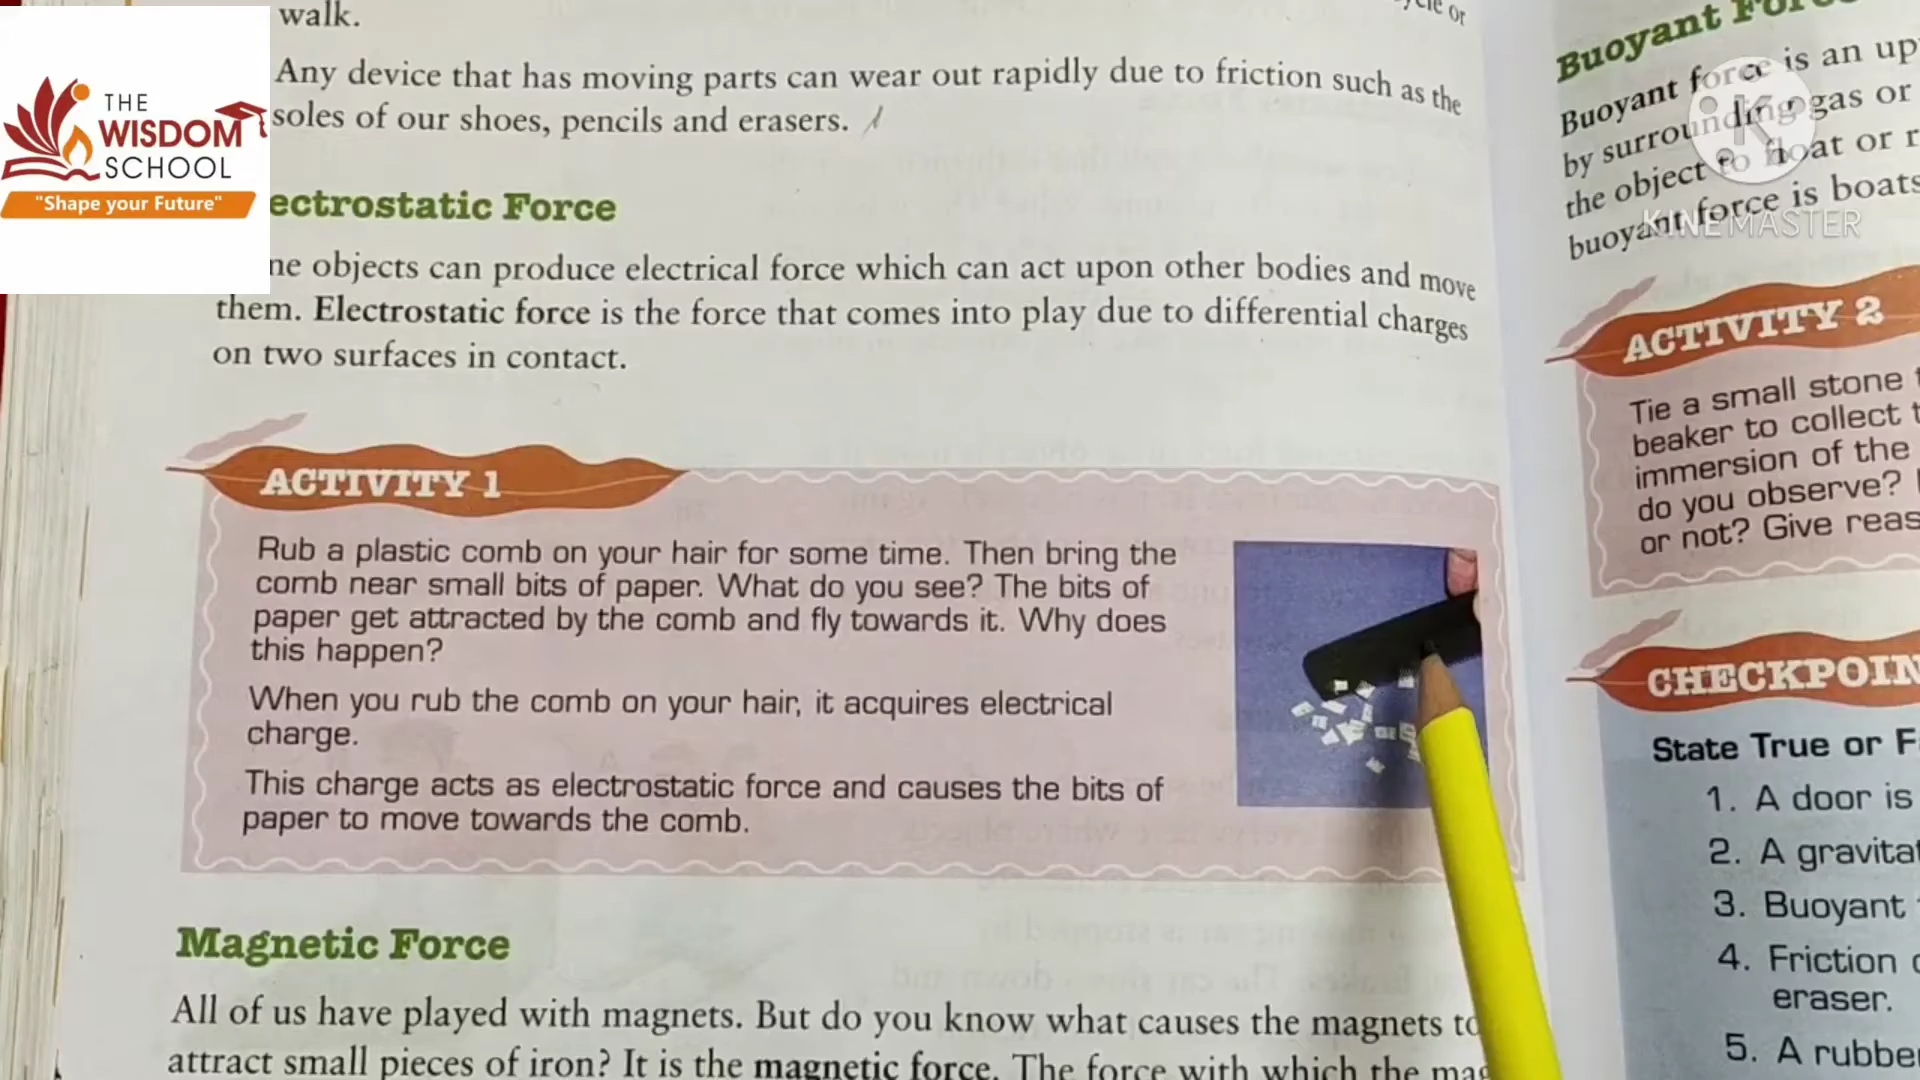 walk.
Any device that has moving parts can wear out rapidly due to friction such as the
soles of our shoes, pencils and erasers.
THE
WISDOM
SCHOOL
"Shape your Future"
ectrostatic Force
ne objects can produce electrical force which can act upon other bodies and move
them. Electrostatic force is the force that comes into play due to differential charges
on two surfaces in contact.
ACTIVITY 1
Rub a plastic comb on your hair for some time. Then bring the
comb near small bits of paper. What do you see? The bits of
paper get attracted by the comb and fly towards it. Why does
this happen?
When you rub the comb on your hair, it acquires electrical
charge.
This charge acts as electrostatic force and causes the bits of
paper to move towards the comb.
Magnetic Force
All of us have played with magnets. But do you know what causes the magnets to
attract small pieces of iron? It is the magnetic force. The force with which the mag
Buoyant Force
Buoyant force is an up
by surrounding gas or
the object to float or r
buoyant force is boats
K
KINEMASTER
ACTIVITY 2
Tie a small stone t
beaker to collect t
immersion of the
do you observe?
or not? Give reas
CHECKPOIN
State True or F
1. A door is
2. A gravitat
3. Buoyant
4. Friction
eraser.
5. A rubbe